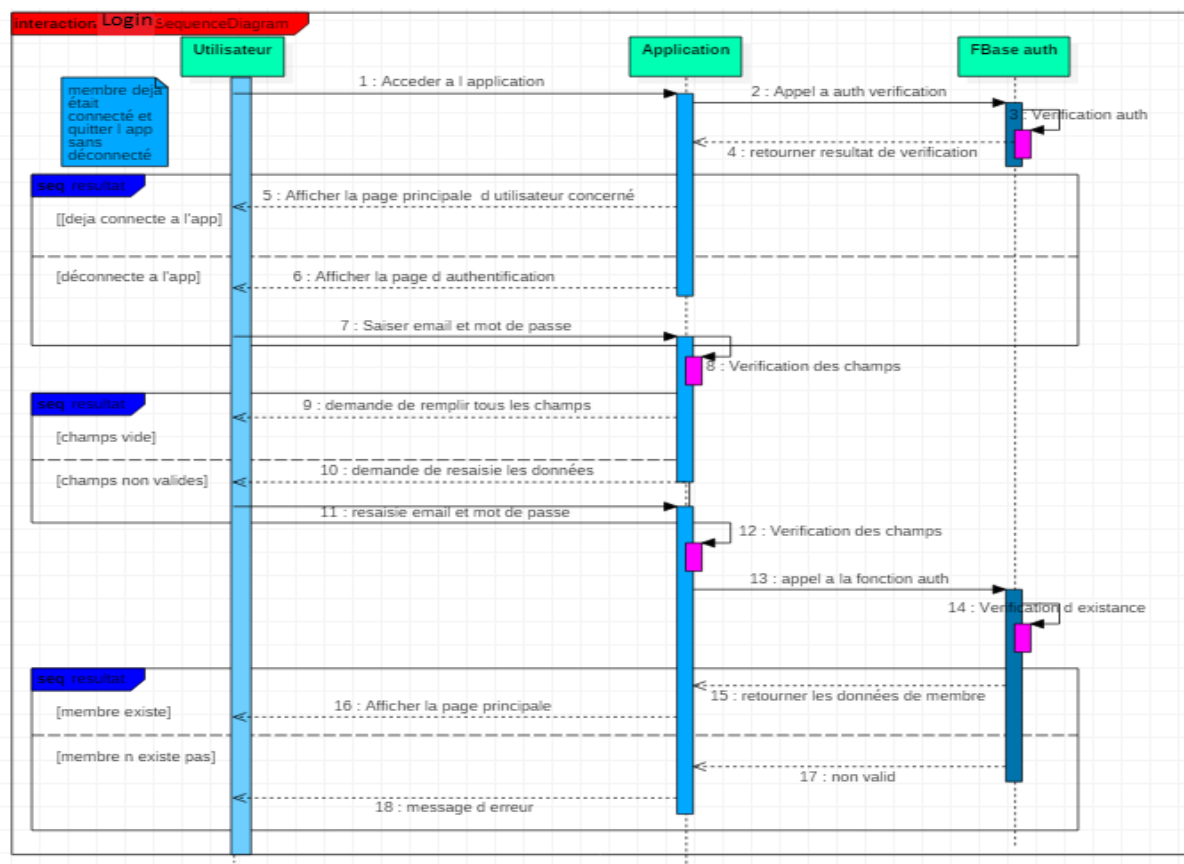 interaction Login SequenceDiagram
Utilisateur
Application
FBase auth
membre deja
était
connecté et
quitter l app
sans
déconnecté
1 : Acceder a l application
2 : Appel a auth verification
3 : Verification auth
4 : retourner resultat de verification
seq resultat
5 : Afficher la page principale d utilisateur concerné
[[deja connecte a l'app]
[déconnecte a l'app]
6 : Afficher la page d authentification
7 : Saiser email et mot de passe
8 : Verification des champs
seq resultat
9 : demande de remplir tous les champs
[champs vide]
10 : demande de resaisie les données
[champs non valides]
11 : resaisie email et mot de passe
12 : Verification des champs
13 : appel a la fonction auth
14 : Verification d existance
seq resultat
15 : retourner les données de membre
16 : Afficher la page principale
[membre existe]
[membre n existe pas]
17 : non valid
18 : message d erreur